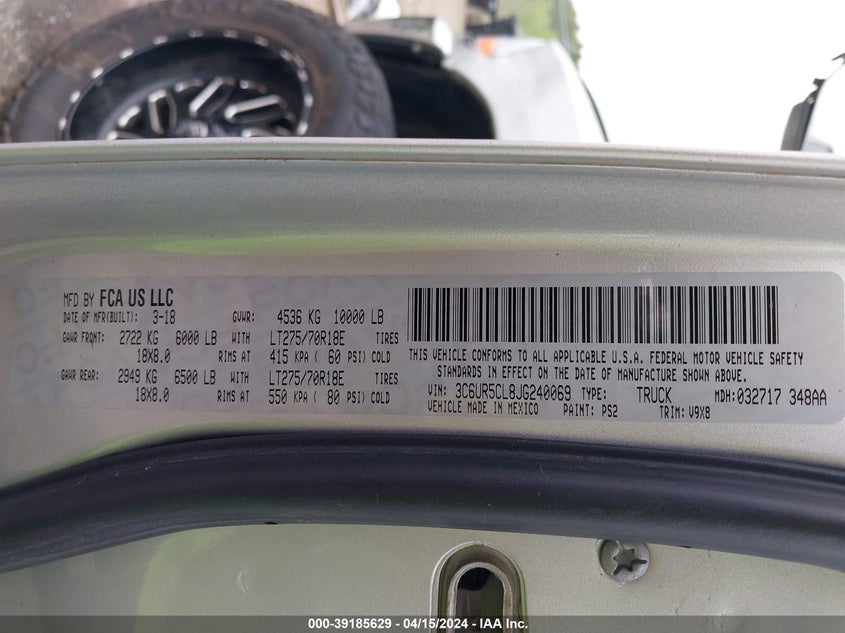 MFD BY FCA US LLC
DATE OF MFR(BUILT): 3-18 GVWR: 4536 KG 10000 LB
GAWR FRONT: 2722 KG 6000 LB WITH LT275/70R18E TIRES
18X8.0 RIMS AT 415 KPA ( 60 PSI) COLD
GAWR REAR: 2949 KG 6500 LB WITH LT275/70R18E TIRES
18X8.0 RIMS AT 550 KPA ( 80 PSI) COLD
THIS VEHICLE CONFORMS TO ALL APPLICABLE U.S.A. FEDERAL MOTOR VEHICLE SAFETY
STANDARDS IN EFFECT ON THE DATE OF MANUFACTURE SHOWN ABOVE.
VIN: 3C6UR5CL8JG240069 TYPE: TRUCK MDH:032717 348AA
VEHICLE MADE IN MEXICO PAINT: PS2 TRIM: V9X8
000-39185629 - 04/15/2024 - IAA Inc.